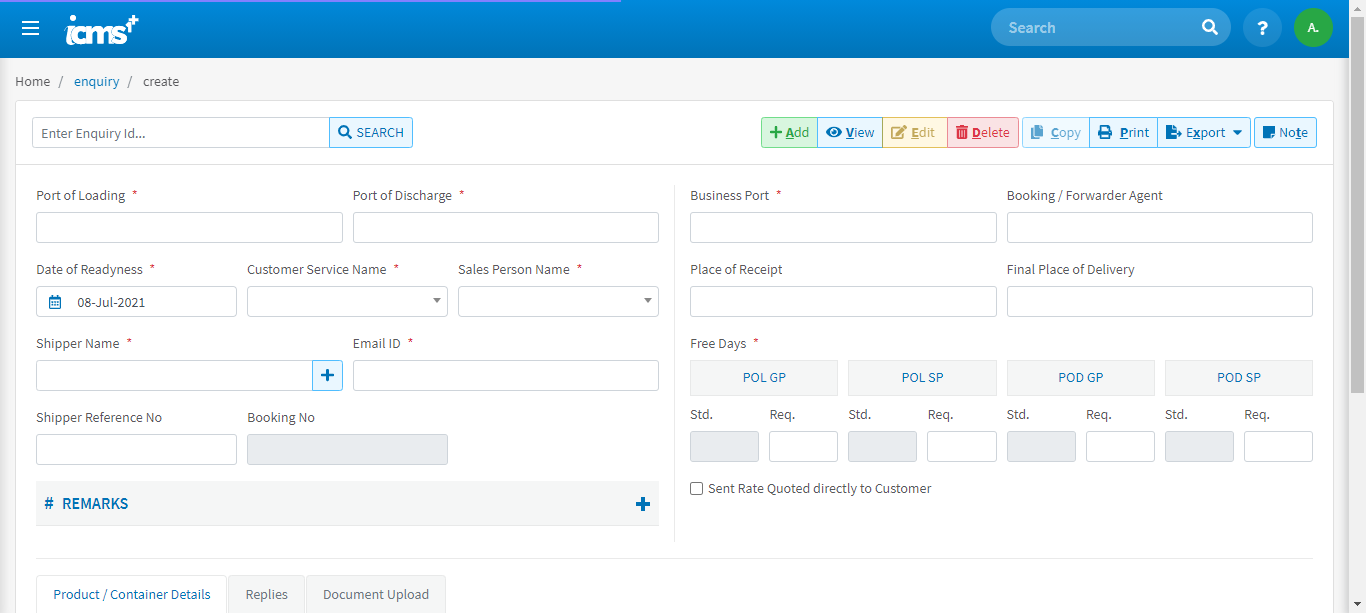 icms+
Search
?
A.
Home / enquiry / create
Enter Enquiry Id...
SEARCH
Add
View
Edit
Delete
Copy
Print
Export
Note
Port of Loading *
Port of Discharge *
Business Port *
Booking / Forwarder Agent
Date of Readyness *
Customer Service Name *
Sales Person Name *
Place of Receipt
Final Place of Delivery
08-Jul-2021
Shipper Name *
Email ID *
Free Days *
POL GP
POL SP
POD GP
POD SP
Shipper Reference No
Booking No
Std. Req. Std. Req. Std. Req. Std. Req.
Sent Rate Quoted directly to Customer
# REMARKS
Product / Container Details
Replies
Document Upload